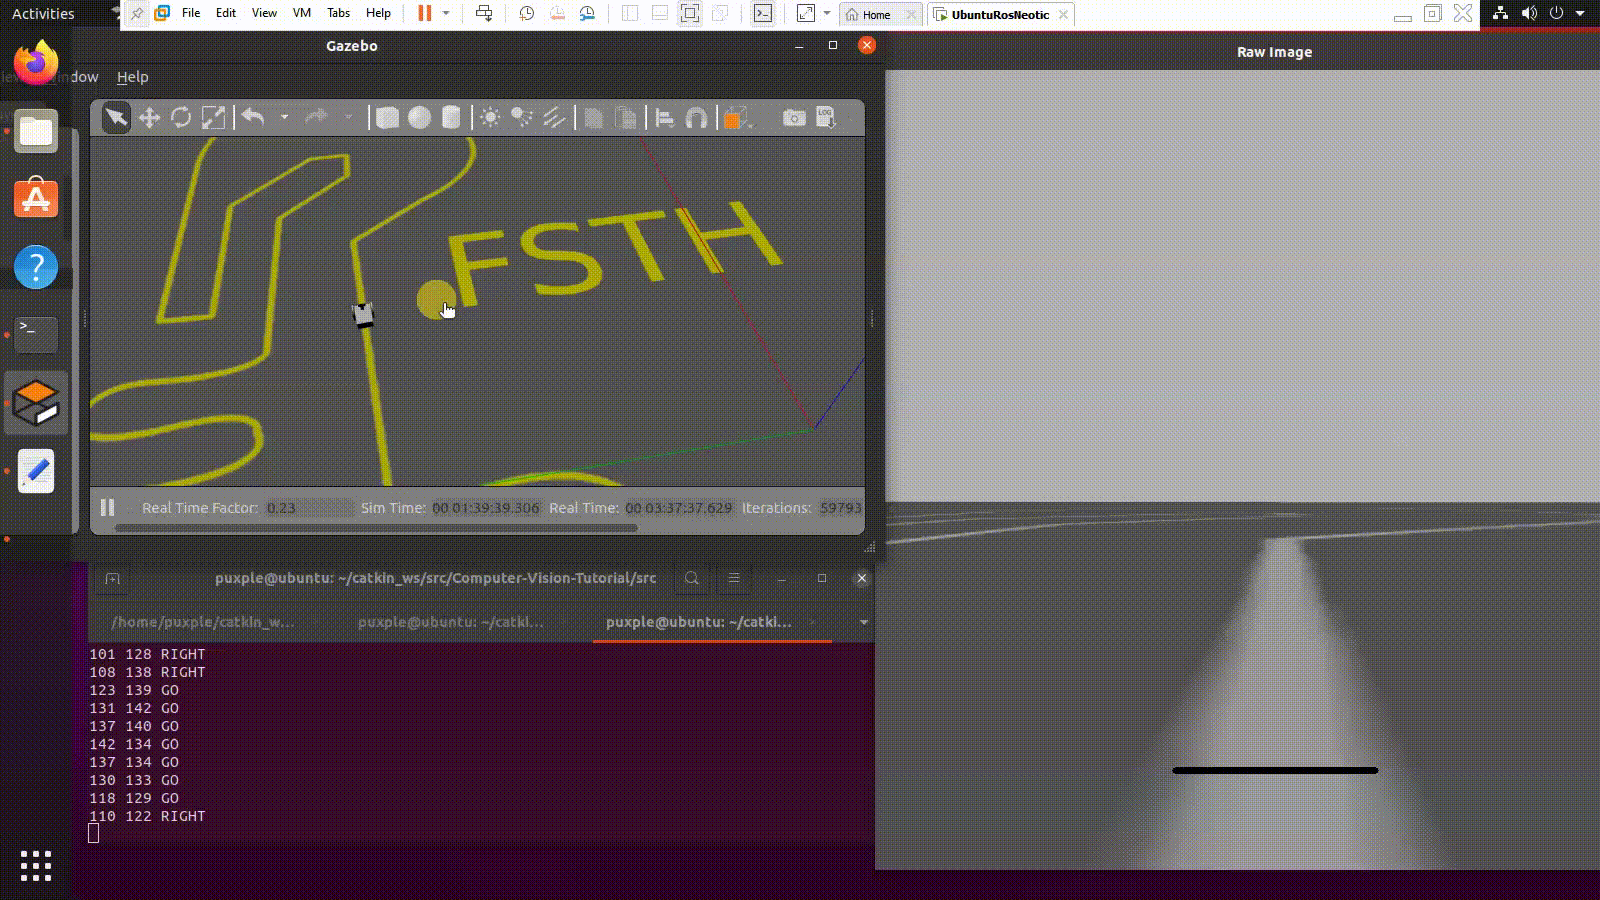 Activities
File Edit View VM Tabs Help
Home
UbuntuRosNeotic
Gazebo
Raw Image
dow Help
LOG
FSTH
Real Time Factor: 0.23 Sim Time: 00 01:39:39.306 Real Time: 00 03:37:37.629 Iterations: 59793
puxple@ubuntu: ~/catkin_ws/src/Computer-Vision-Tutorial/src
/home/puxple/catkin_w... puxple@ubuntu: ~/catki... puxple@ubuntu: ~/catki...
101 128 RIGHT
108 138 RIGHT
123 139 GO
131 142 GO
137 140 GO
142 134 GO
137 134 GO
130 133 GO
118 129 GO
110 122 RIGHT